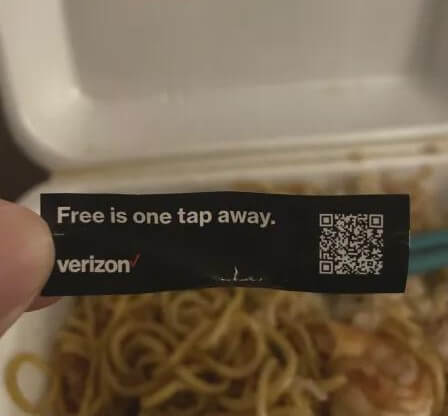 Free is one tap away.
verizon